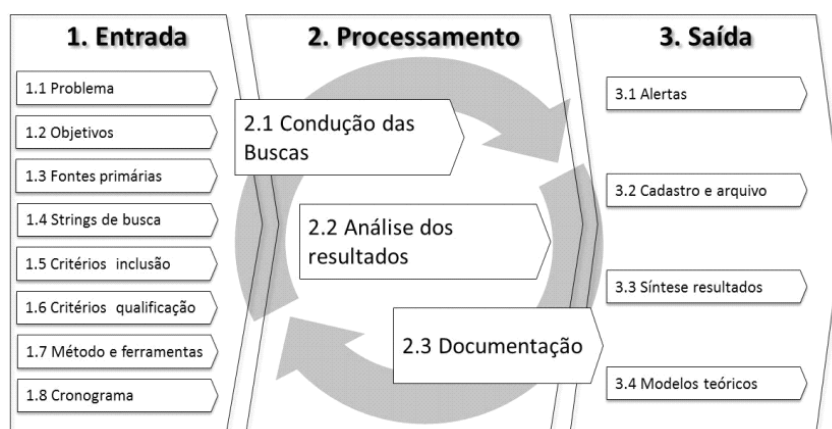 1. Entrada
1.1 Problema
1.2 Objetivos
1.3 Fontes primárias
1.4 Strings de busca
1.5 Critérios inclusão
1.6 Critérios qualificação
1.7 Método e ferramentas
1.8 Cronograma
2. Processamento
2.1 Condução das
Buscas
2.2 Análise dos
resultados
2.3 Documentação
3. Saída
3.1 Alertas
3.2 Cadastro e arquivo
3.3 Síntese resultados
3.4 Modelos teóricos